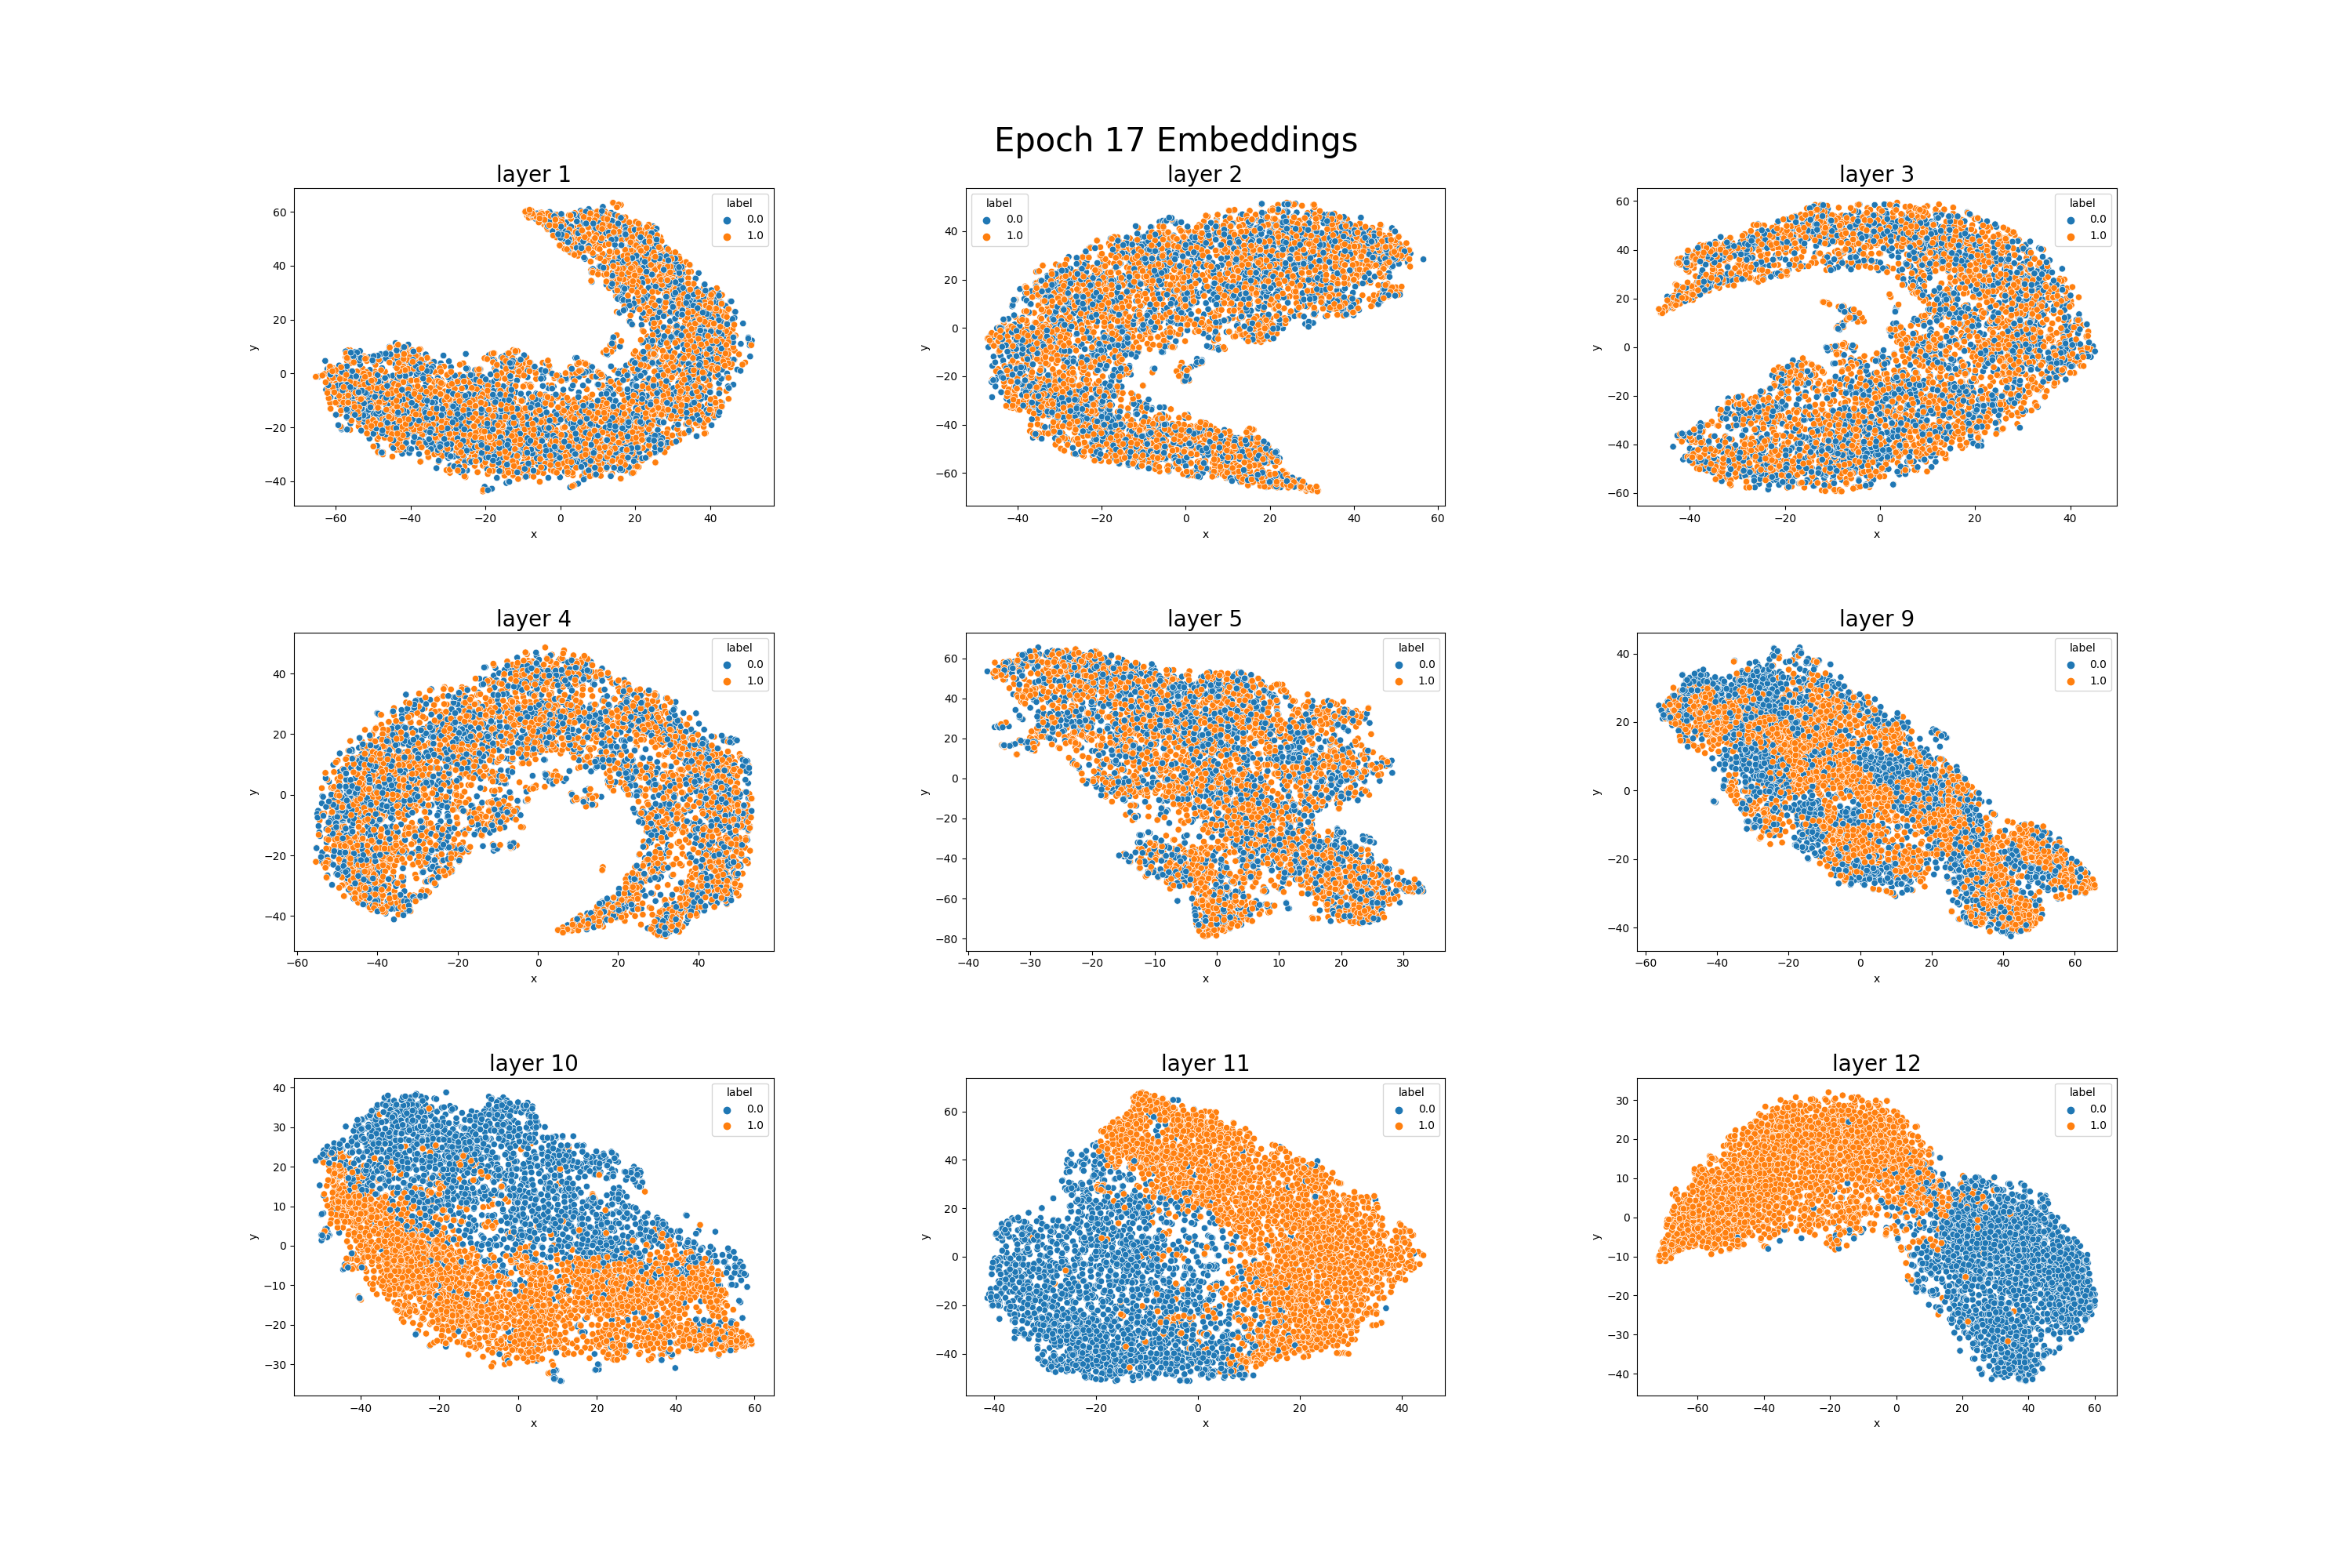 Epoch 17 Embeddings
layer 1
label
0.0
1.0
60
40
20
0
−20
−40
y
−60 −40 −20 0 20 40
x
layer 2
label
0.0
1.0
40
20
0
−20
−40
−60
y
−40 −20 0 20 40 60
x
layer 3
label
0.0
1.0
60
40
20
0
−20
−40
−60
y
−40 −20 0 20 40
x
layer 4
label
0.0
1.0
40
20
0
−20
−40
y
−60 −40 −20 0 20 40
x
layer 5
label
0.0
1.0
60
40
20
0
−20
−40
−60
−80
y
−40 −30 −20 −10 0 10 20 30
x
layer 9
label
0.0
1.0
40
20
0
−20
−40
y
−60 −40 −20 0 20 40 60
x
layer 10
label
0.0
1.0
40
30
20
10
0
−10
−20
−30
y
−40 −20 0 20 40 60
x
layer 11
label
0.0
1.0
60
40
20
0
−20
−40
y
−40 −20 0 20 40
x
layer 12
label
0.0
1.0
30
20
10
0
−10
−20
−30
−40
y
−60 −40 −20 0 20 40 60
x